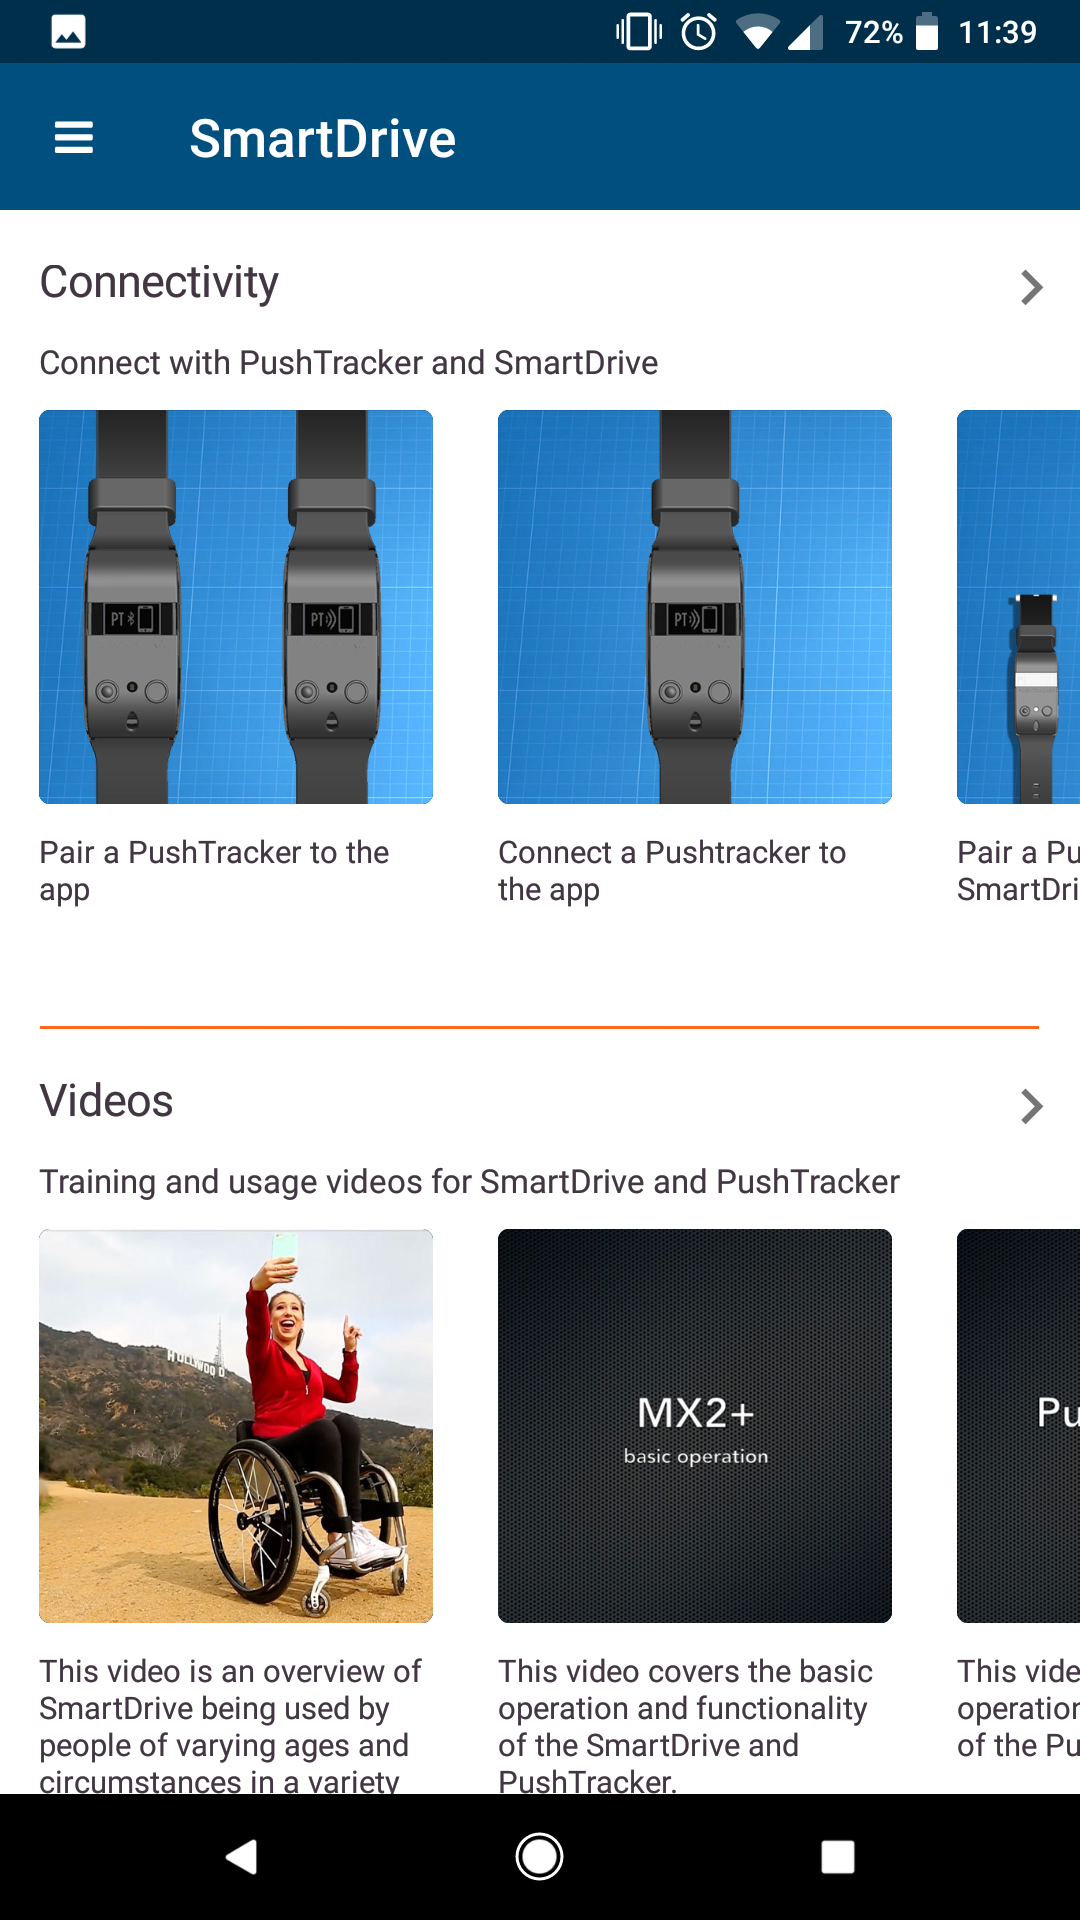 72% 11:39
SmartDrive
Connectivity
Connect with PushTracker and SmartDrive
PT
PT
PT
Pair a PushTracker to the
app
Connect a Pushtracker to
the app
Pair a Pu
SmartDri
Videos
Training and usage videos for SmartDrive and PushTracker
HOLLYWOOD
MX2+
basic operation
Pu
This video is an overview of
SmartDrive being used by
people of varying ages and
circumstances in a variety
This video covers the basic
operation and functionality
of the SmartDrive and
PushTracker.
This vide
operation
of the Pu